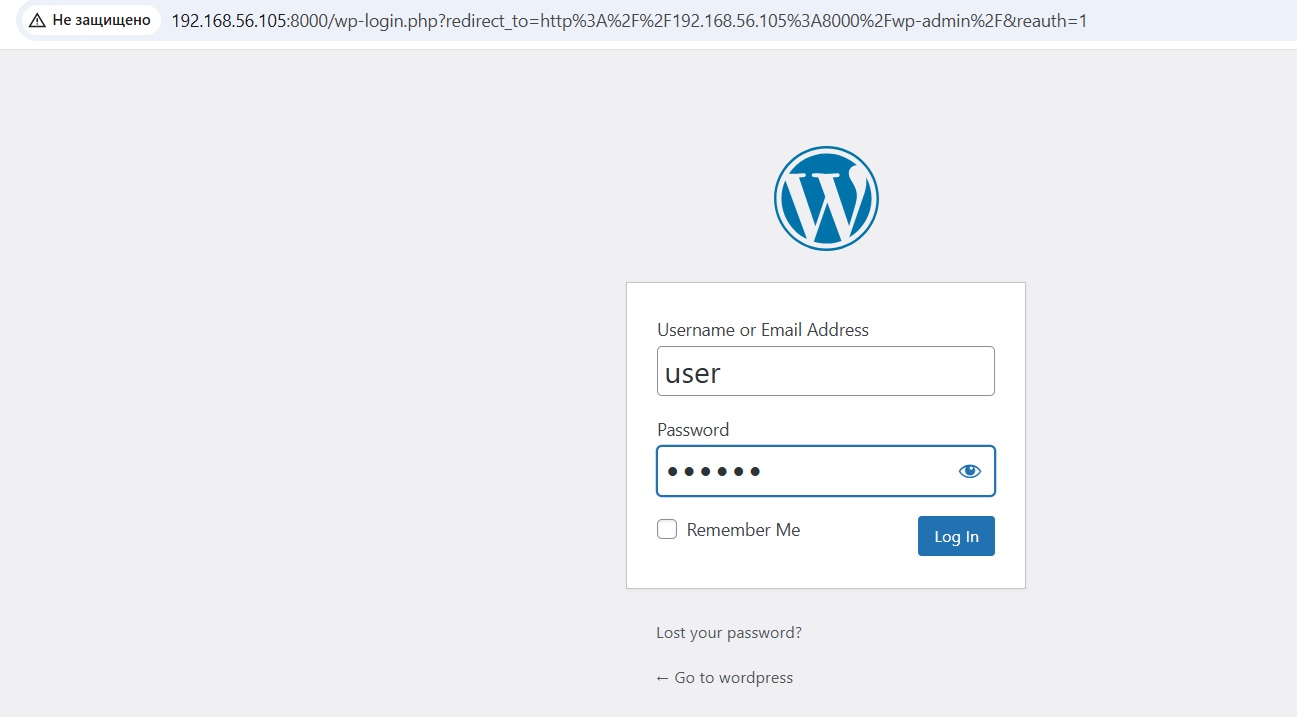 Не защищено 192.168.56.105:8000/wp-login.php?redirect_to=http%3A%2F%2F192.168.56.105%3A8000%2Fwp-admin%2F&reauth=1
Username or Email Address
user
Password
••••••
Remember Me
Log In
Lost your password?
← Go to wordpress